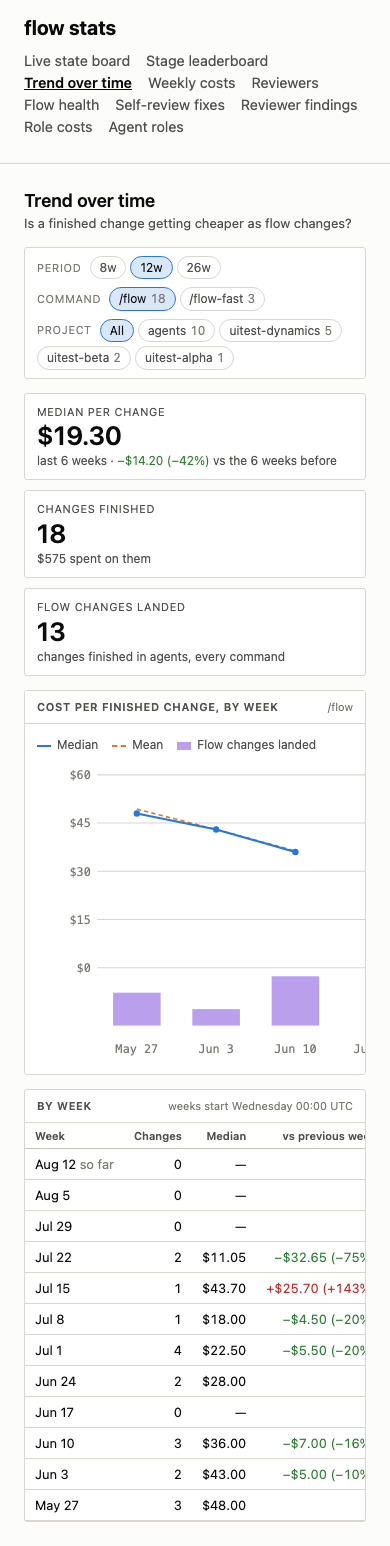 flow stats
Live state board Stage leaderboard
Trend over time Weekly costs Reviewers
Flow health Self-review fixes Reviewer findings
Role costs Agent roles
Trend over time
Is a finished change getting cheaper as flow changes?
PERIOD 8w 12w 26w
COMMAND /flow 18 /flow-fast 3
PROJECT All agents 10 uitest-dynamics 5
uitest-beta 2 uitest-alpha 1
MEDIAN PER CHANGE
$19.30
last 6 weeks · −$14.20 (−42%) vs the 6 weeks before
CHANGES FINISHED
18
$575 spent on them
FLOW CHANGES LANDED
13
changes finished in agents, every command
COST PER FINISHED CHANGE, BY WEEK /flow
Median Mean Flow changes landed
$60
$45
$30
$15
$0
May 27 Jun 3 Jun 10 Ju
BY WEEK weeks start Wednesday 00:00 UTC
Week Changes Median vs previous wee
Aug 12 so far 0 —
Aug 5 0 —
Jul 29 0 —
Jul 22 2 $11.05 −$32.65 (−75%
Jul 15 1 $43.70 +$25.70 (+143%
Jul 8 1 $18.00 −$4.50 (−20%
Jul 1 4 $22.50 −$5.50 (−20%
Jun 24 2 $28.00
Jun 17 0 —
Jun 10 3 $36.00 −$7.00 (−16%
Jun 3 2 $43.00 −$5.00 (−10%
May 27 3 $48.00